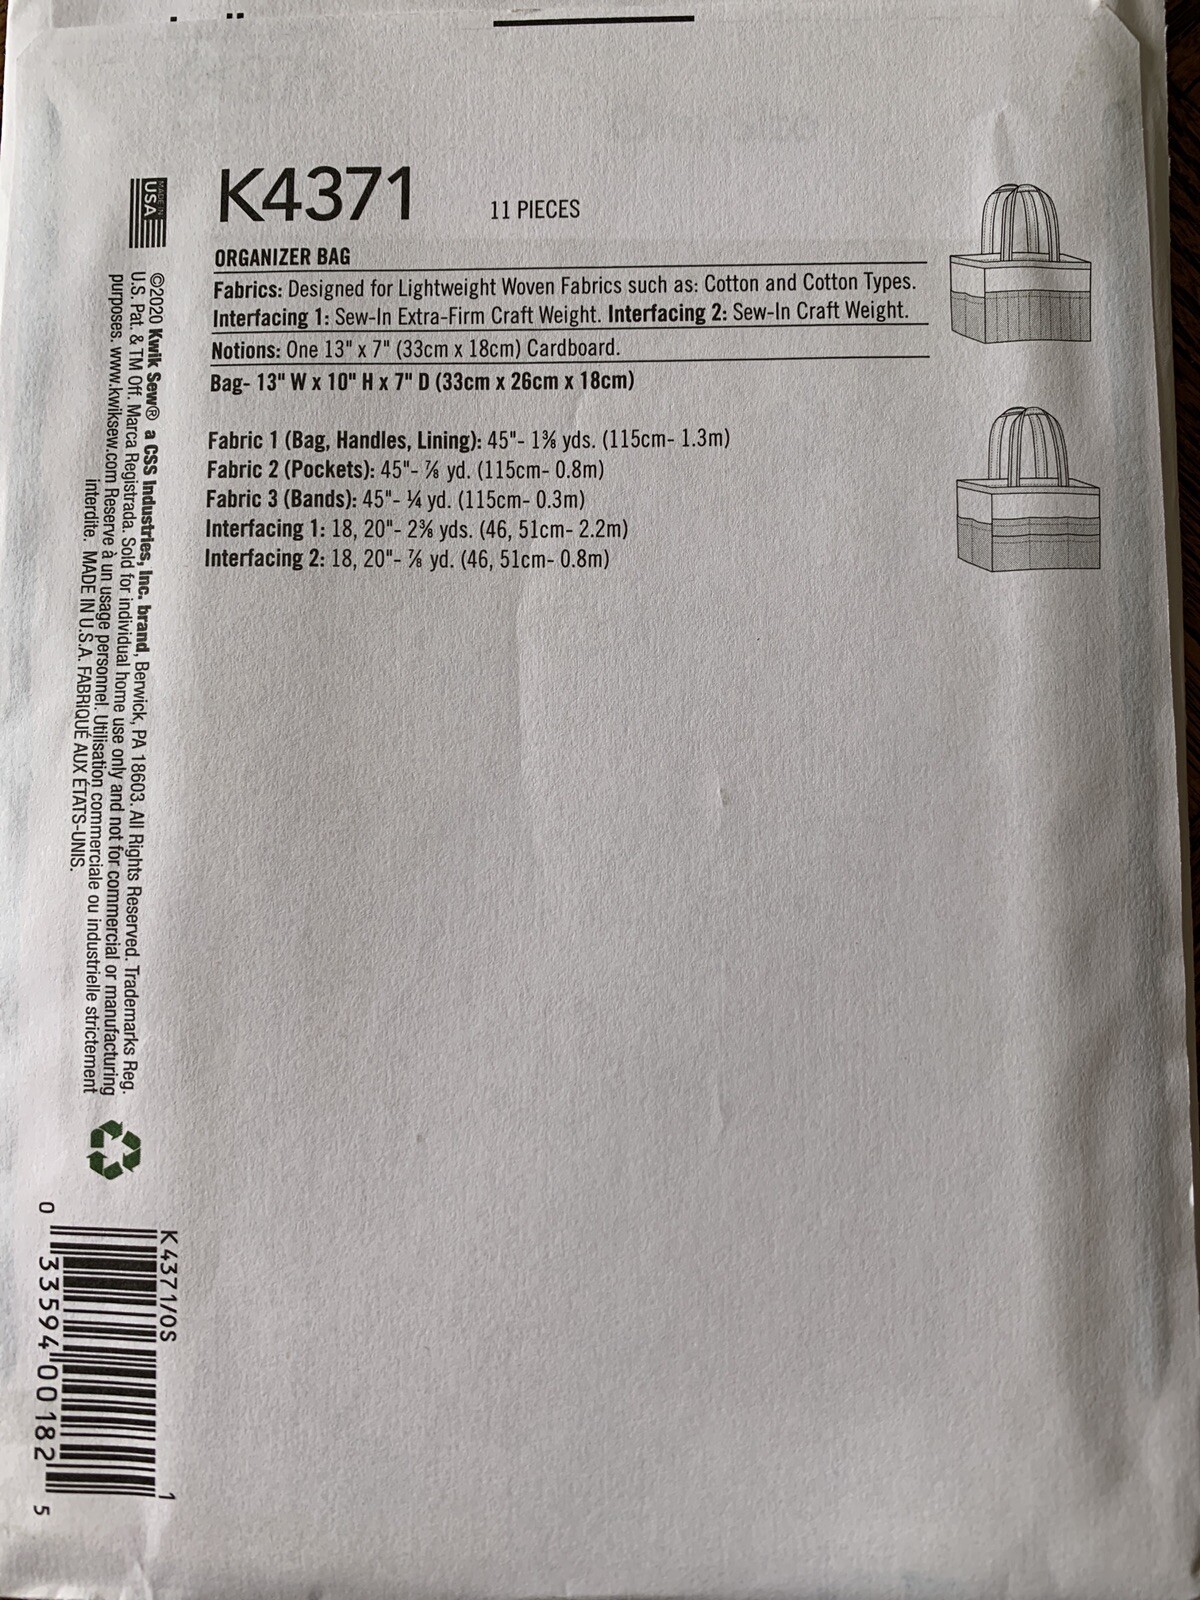 K4371
11 PIECES
ORGANIZER BAG
Fabrics: Designed for Lightweight Woven Fabrics such as: Cotton and Cotton Types.
Interfacing 1: Sew-In Extra-Firm Craft Weight. Interfacing 2: Sew-In Craft Weight.
Notions: One 13" x 7" (33cm x 18cm) Cardboard.
Bag- 13" W x 10" H x 7" D (33cm x 26cm x 18cm)
Fabric 1 (Bag, Handles, Lining): 45"- 1⅜ yds. (115cm- 1.3m)
Fabric 2 (Pockets): 45"- ⅞ yd. (115cm- 0.8m)
Fabric 3 (Bands): 45"- ¼ yd. (115cm- 0.3m)
Interfacing 1: 18, 20"- 2⅜ yds. (46, 51cm- 2.2m)
Interfacing 2: 18, 20"- ⅞ yd. (46, 51cm- 0.8m)
MADE IN
USA
©2020 Kwik Sew® a CSS Industries, Inc. brand, Berwick, PA 18603. All Rights Reserved. Trademarks Reg.
U.S. Pat. & TM Off. Marca Registrada. Sold for individual home use only and not for commercial or manufacturing
purposes. www.kwiksew.com Reserve à un usage personnel. Utilisation commerciale ou industrielle strictement
interdite. MADE IN U.S.A. FABRIQUÉ AUX ÉTATS-UNIS.
K4371/OS
1
0 33594 00182 5